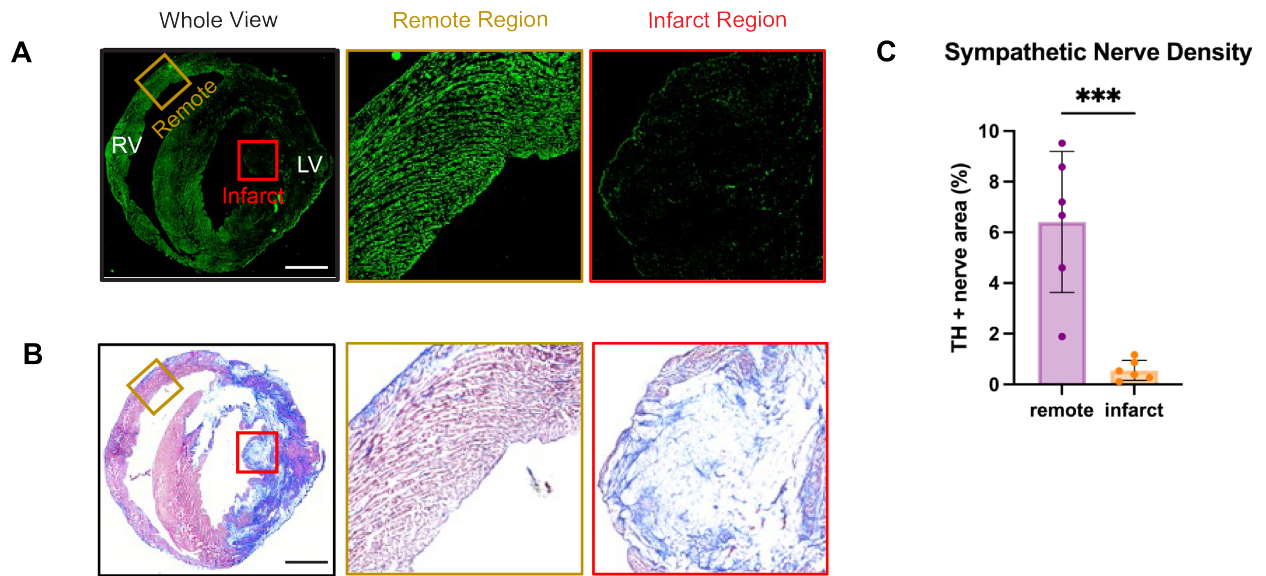 Whole View
Remote Region
Infarct Region
A
Remote
RV
LV
Infarct
B
C
Sympathetic Nerve Density
***
TH + nerve area (%)
10
8
6
4
2
0
remote
infarct